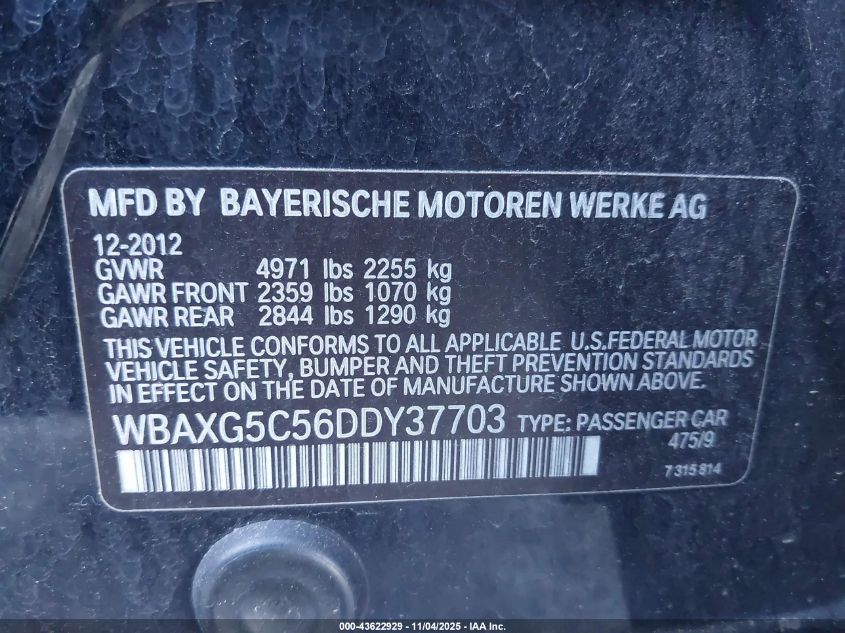 MFD BY BAYERISCHE MOTOREN WERKE AG
12-2012
GVWR 4971 lbs 2255 kg
GAWR FRONT 2359 lbs 1070 kg
GAWR REAR 2844 lbs 1290 kg
THIS VEHICLE CONFORMS TO ALL APPLICABLE U.S.FEDERAL MOTOR
VEHICLE SAFETY, BUMPER AND THEFT PREVENTION STANDARDS
IN EFFECT ON THE DATE OF MANUFACTURE SHOWN ABOVE.
WBAXG5C56DDY37703 TYPE: PASSENGER CAR
475/9
7 315 814
000-43622929 - 11/04/2025 - IAA Inc.